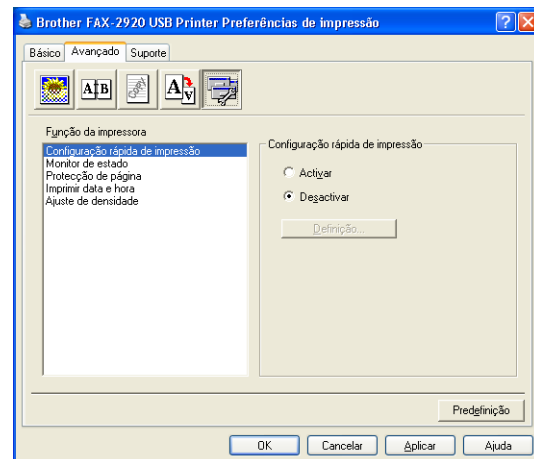 Brother FAX-2920 USB Printer Preferências de impressão
Básico Avançado Suporte
A B COPY A A
Função da impressora
Configuração rápida de impressão
Monitor de estado
Protecção de página
Imprimir data e hora
Ajuste de densidade
Configuração rápida de impressão
Activar
Desactivar
Definição...
Predefinição
OK Cancelar Aplicar Ajuda